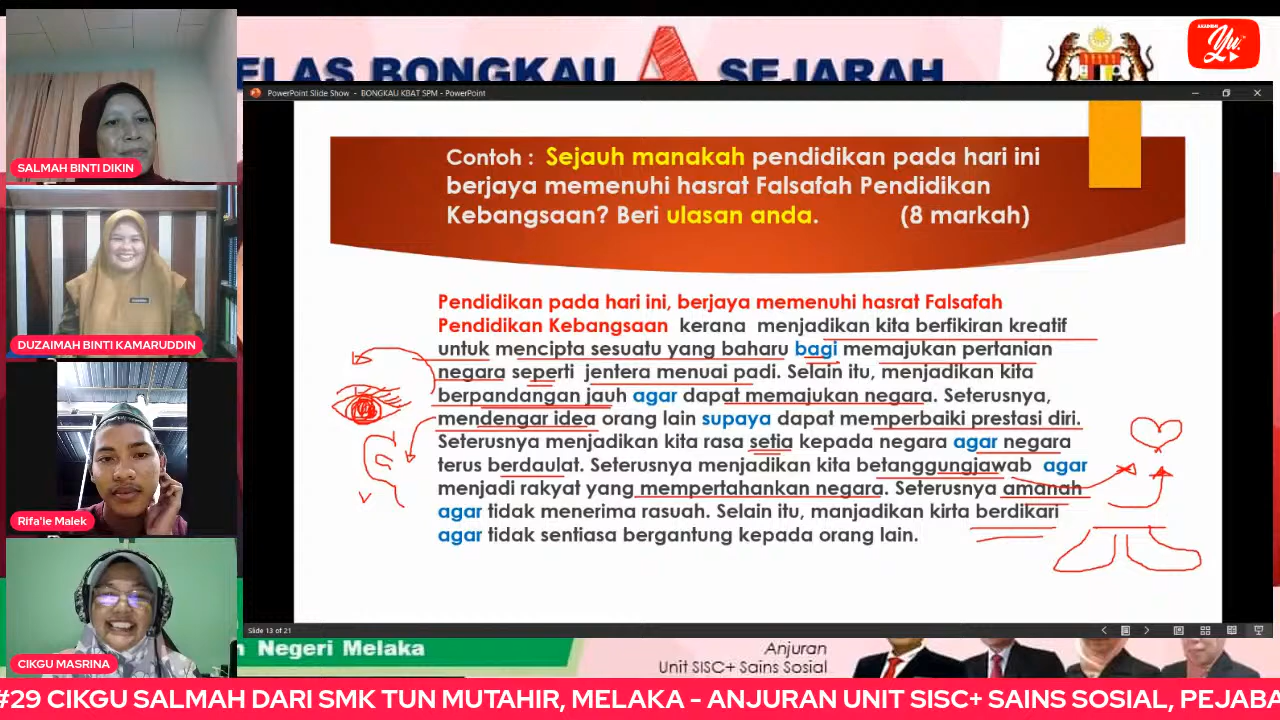 ELAS BONGKAU A SEJARAH
AKADEMI YU
PowerPoint Slide Show - BONGKAU KBAT SPM - PowerPoint
Contoh : Sejauh manakah pendidikan pada hari ini
berjaya memenuhi hasrat Falsafah Pendidikan
Kebangsaan? Beri ulasan anda. (8 markah)
Pendidikan pada hari ini, berjaya memenuhi hasrat Falsafah
Pendidikan Kebangsaan kerana menjadikan kita berfikiran kreatif
untuk mencipta sesuatu yang baharu bagi memajukan pertanian
negara seperti jentera menuai padi. Selain itu, menjadikan kita
berpandangan jauh agar dapat memajukan negara. Seterusnya,
mendengar idea orang lain supaya dapat memperbaiki prestasi diri.
Seterusnya menjadikan kita rasa setia kepada negara agar negara
terus berdaulat. Seterusnya menjadikan kita betanggungjawab agar
menjadi rakyat yang mempertahankan negara. Seterusnya amanah
agar tidak menerima rasuah. Selain itu, manjadikan kirta berdikari
agar tidak sentiasa bergantung kepada orang lain.
Slide 13 of 21
SALMAH BINTI DIKIN
DUZAIMAH BINTI KAMARUDDIN
Rifa'ie Malek
CIKGU MASRINA
n Negeri Melaka
Anjuran
Unit SISC+ Sains Sosial
#29 CIKGU SALMAH DARI SMK TUN MUTAHIR, MELAKA - ANJURAN UNIT SISC+ SAINS SOSIAL, PEJABA